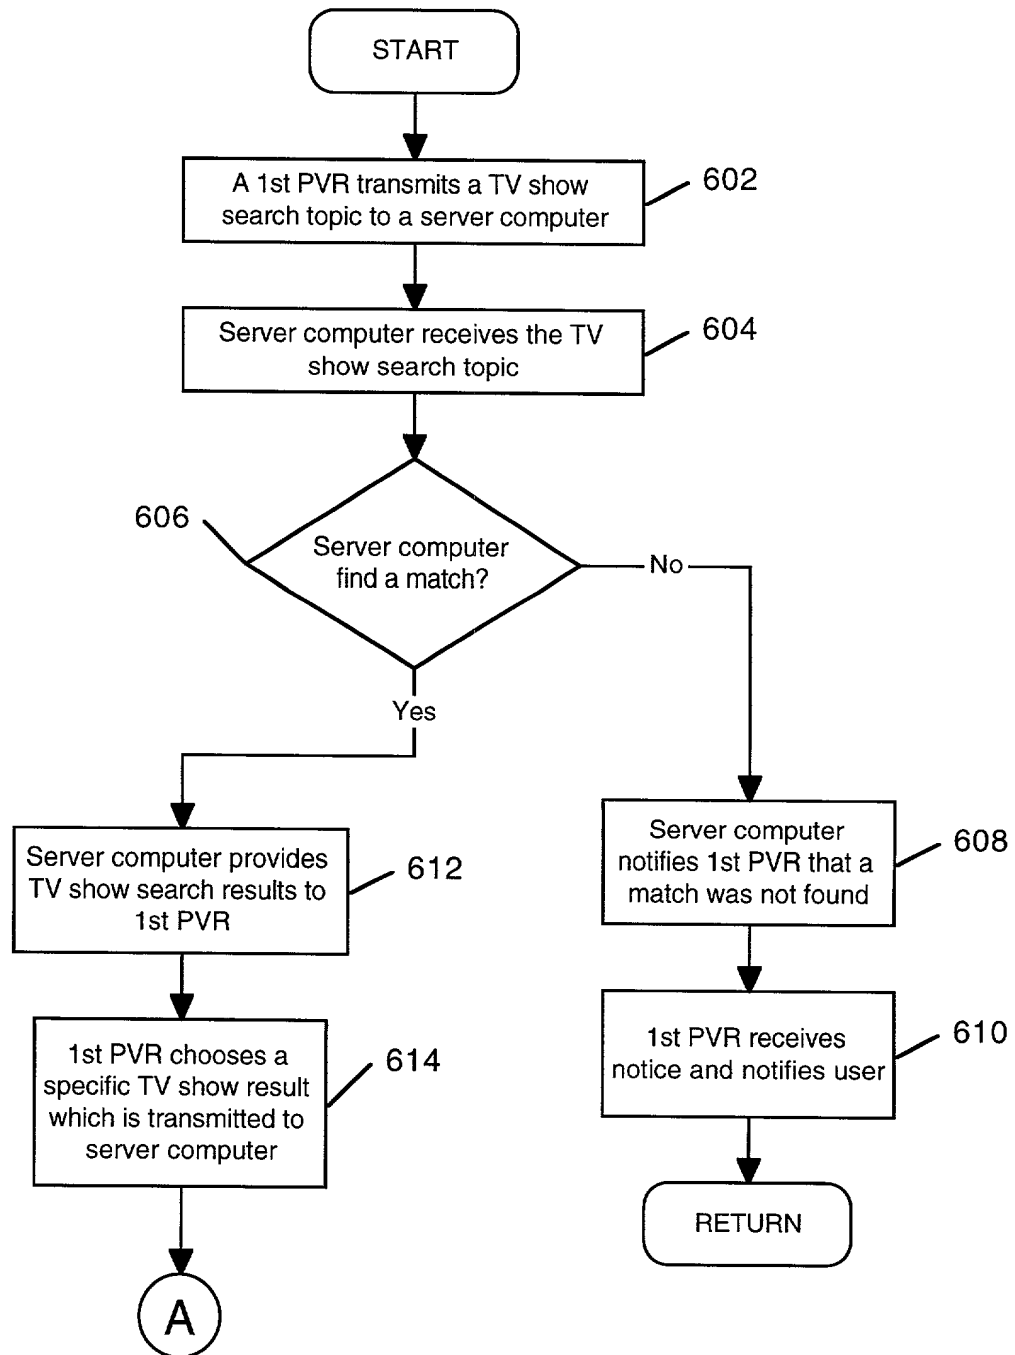 START
A 1st PVR transmits a TV show
search topic to a server computer
602
Server computer receives the TV
show search topic
604
606
Server computer
find a match?
No
Yes
Server computer provides
TV show search results to
1st PVR
612
Server computer
notifies 1st PVR that a
match was not found
608
1st PVR chooses a
specific TV show result
which is transmitted to
server computer
614
1st PVR receives
notice and notifies user
610
RETURN
A